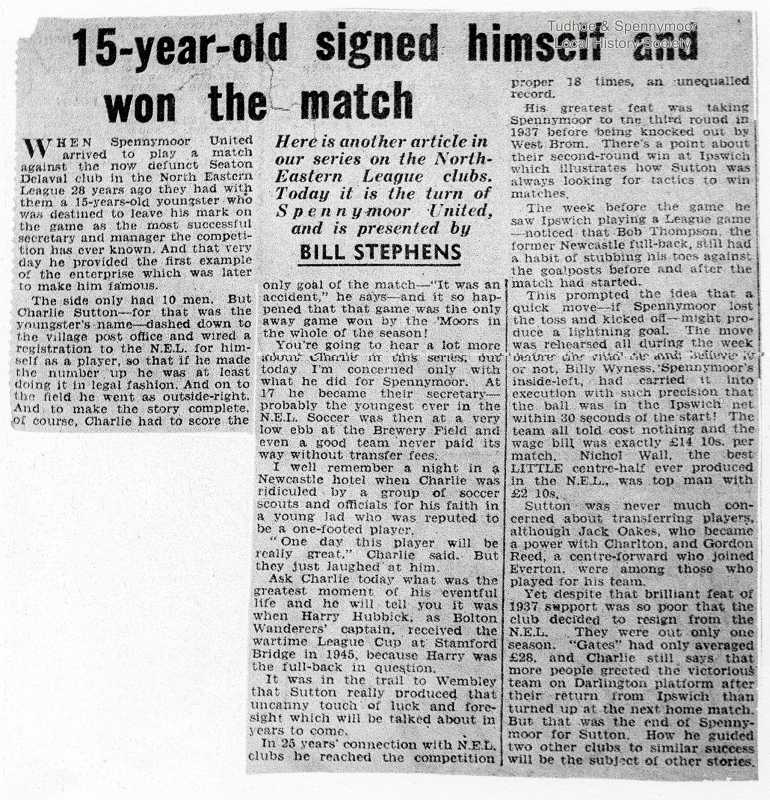 Tudhoe & Spennymoor
Local History Society
15-year-old signed himself and
won the match
WHEN Spennymoor United
arrived to play a match
against the now defunct Seaton
Delaval club in the North Eastern
League 28 years ago they had with
them a 15-years-old youngster who
was destined to leave his mark on
the game as the most successful
secretary and manager the competi-
tion has ever known. And that very
day he provided the first example
of the enterprise which was later
to make him famous.
The side only had 10 men. But
Charlie Sutton—for that was the
youngster's name—dashed down to
the village post office and wired a
registration to the N.E.L. for him-
self as a player, so that if he made
the number up he was at least
doing it in legal fashion. And on to
the field he went as outside-right.
And to make the story complete,
of course, Charlie had to score the
Here is another article in
our series on the North-
Eastern League clubs.
Today it is the turn of
Spennymoor United,
and is presented by
BILL STEPHENS
only goal of the match—"It was an
accident," he says—and it so hap-
pened that that game was the only
away game won by the 'Moors in
the whole of the season!
You're going to hear a lot more
about Charlie in this series, but
today I'm concerned only with
what he did for Spennymoor. At
17 he became their secretary—
probably the youngest ever in the
N.E.L. Soccer was then at a very
low ebb at the Brewery Field and
even a good team never paid its
way without transfer fees.
I well remember a night in a
Newcastle hotel when Charlie was
ridiculed by a group of soccer
scouts and officials for his faith in
a young lad who was reputed to
be a one-footed player.
"One day this player will be
really great," Charlie said. But
they just laughed at him.
Ask Charlie today what was the
greatest moment of his eventful
life and he will tell you it was
when Harry Hubbick, as Bolton
Wanderers' captain, received the
wartime League Cup at Stamford
Bridge in 1945, because Harry was
the full-back in question.
It was in the trail to Wembley
that Sutton really produced that
uncanny touch of luck and fore-
sight which will be talked about in
years to come.
In 25 years' connection with N.E.L.
clubs he reached the competition
proper 18 times, an unequalled
record.
His greatest feat was taking
Spennymoor to the third round in
1937 before being knocked out by
West Brom. There's a point about
their second-round win at Ipswich
which illustrates how Sutton was
always looking for tactics to win
matches.
The week before the game he
saw Ipswich playing a League game
—noticed that Bob Thompson, the
former Newcastle full-back, still had
a habit of stubbing his toes against
the goalposts before and after the
match had started.
This prompted the idea that a
quick move—if Spennymoor lost
the toss and kicked off—might pro-
duce a lightning goal. The move
was rehearsed all during the week
before the and, believe it
or not, Billy Wyness, Spennymoor's
inside-left, had carried it into
execution with such precision that
the ball was in the Ipswich net
within 30 seconds of the start! The
team all told cost nothing and the
wage bill was exactly £14 10s. per
match. Nichol Wall, the best
LITTLE centre-half ever produced
in the N.E.L., was top man with
£2 10s.
Sutton was never much con-
cerned about transferring players,
although Jack Oakes, who became
a power with Charlton, and Gordon
Reed, a centre-forward who joined
Everton, were among those who
played for his team.
Yet despite that brilliant feat of
1937 support was so poor that the
club decided to resign from the
N.E.L. They were out only one
season. "Gates" had only averaged
£28, and Charlie still says that
more people greeted the victorious
team on Darlington platform after
their return from Ipswich than
turned up at the next home match.
But that was the end of Spenny-
moor for Sutton. How he guided
two other clubs to similar success
will be the subject of other stories.